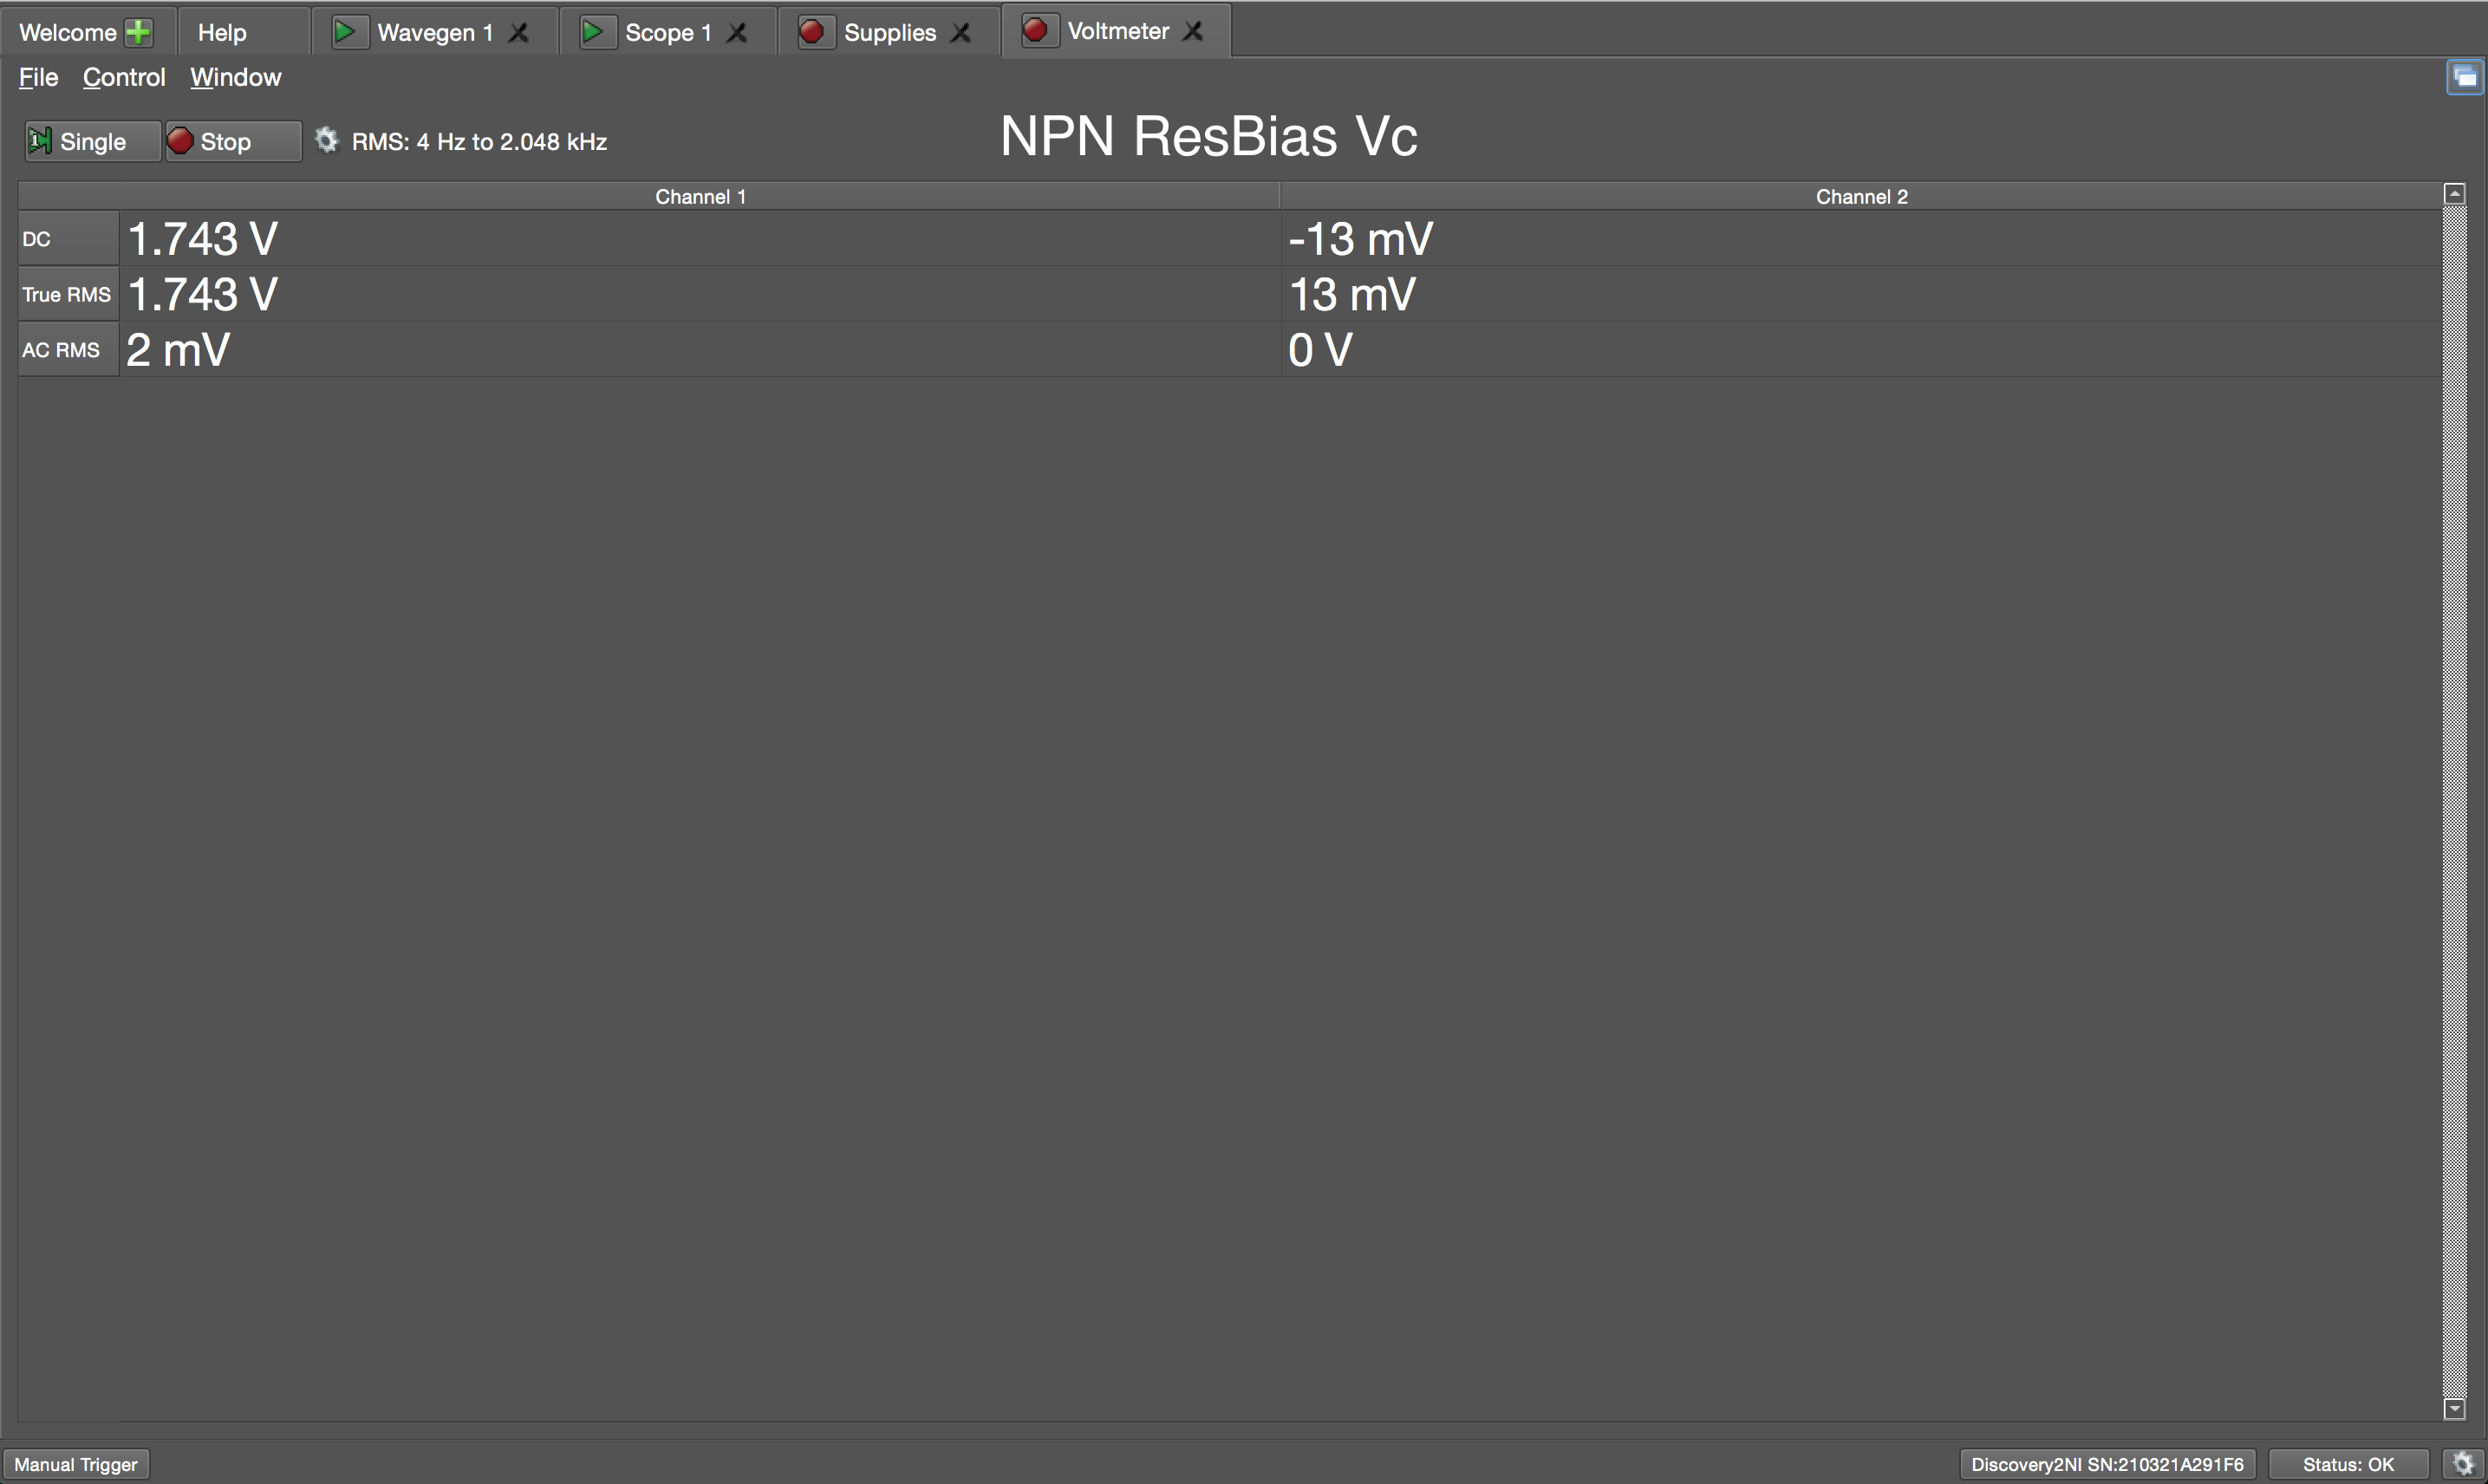 Welcome Help Wavegen 1 Scope 1 Supplies Voltmeter
File Control Window
NPN ResBias Vc
Single Stop RMS: 4 Hz to 2.048 kHz
Channel 1 Channel 2
DC 1.743 V -13 mV
True RMS 1.743 V 13 mV
AC RMS 2 mV 0 V
Manual Trigger Discovery2NI SN:210321A291F6 Status: OK